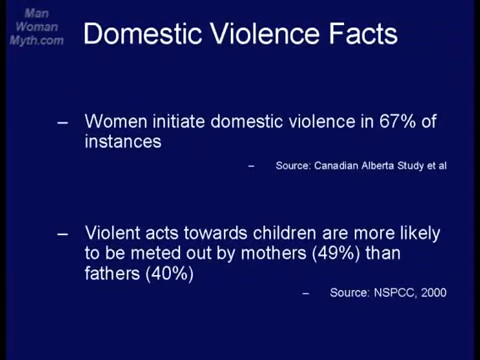 Man
Woman
Myth.com
Domestic Violence Facts
– Women initiate domestic violence in 67% of
instances
– Source: Canadian Alberta Study et al
– Violent acts towards children are more likely
to be meted out by mothers (49%) than
fathers (40%)
– Source: NSPCC, 2000